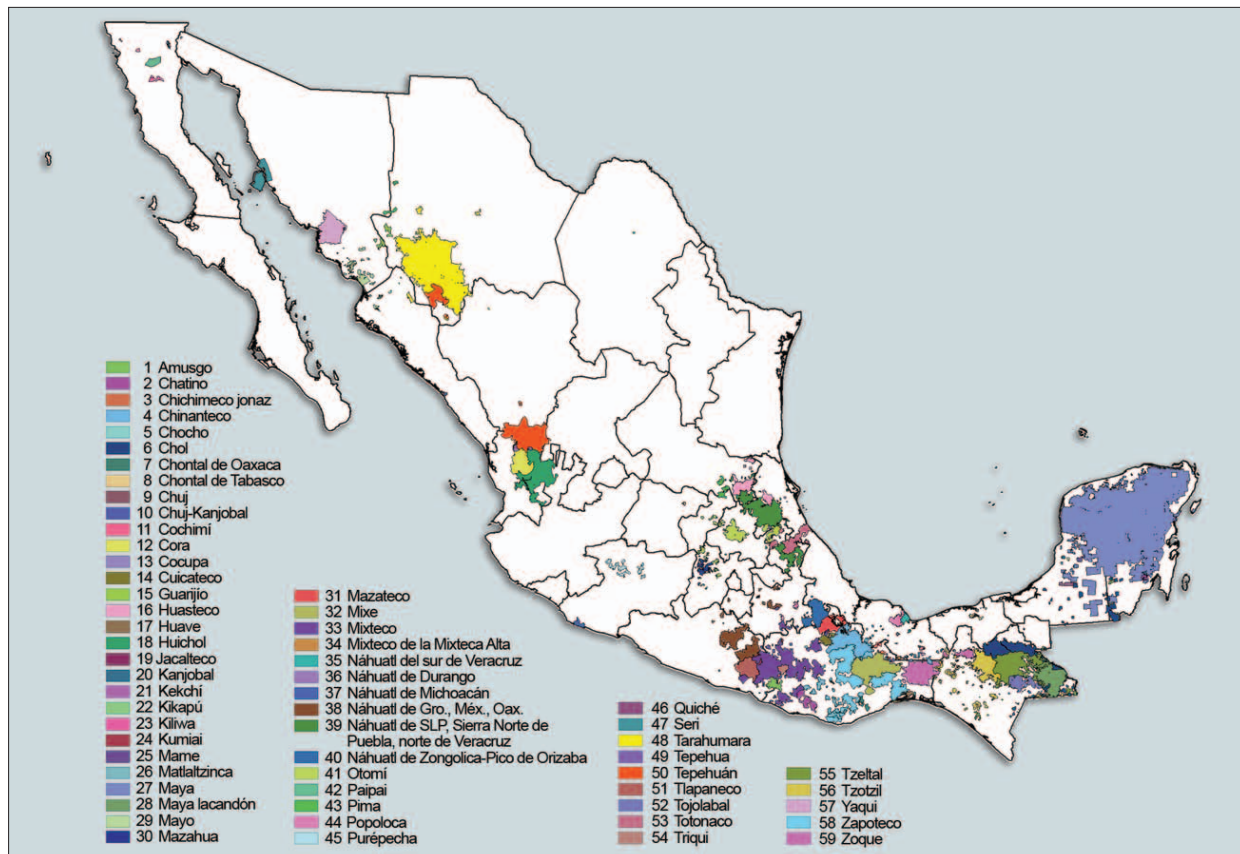 1 Amusgo
2 Chatino
3 Chichimeco jonaz
4 Chinanteco
5 Chocho
6 Chol
7 Chontal de Oaxaca
8 Chontal de Tabasco
9 Chuj
10 Chuj-Kanjobal
11 Cochimí
12 Cora
13 Cocupa
14 Cuicateco
15 Guarijío
16 Huasteco
17 Huave
18 Huichol
19 Jacalteco
20 Kanjobal
21 Kekchí
22 Kikapú
23 Kiliwa
24 Kumiai
25 Mame
26 Matlaltzinca
27 Maya
28 Maya lacandón
29 Mayo
30 Mazahua
31 Mazateco
32 Mixe
33 Mixteco
34 Mixteco de la Mixteca Alta
35 Náhuatl del sur de Veracruz
36 Náhuatl de Durango
37 Náhuatl de Michoacán
38 Náhuatl de Gro., Méx., Oax.
39 Náhuatl de SLP, Sierra Norte de
Puebla, norte de Veracruz
40 Náhuatl de Zongolica-Pico de Orizaba
41 Otomí
42 Paipai
43 Pima
44 Popoloca
45 Purépecha
46 Quiché
47 Seri
48 Tarahumara
49 Tepehua
50 Tepehuán
51 Tlapaneco
52 Tojolabal
53 Totonaco
54 Triqui
55 Tzeltal
56 Tzotzil
57 Yaqui
58 Zapoteco
59 Zoque